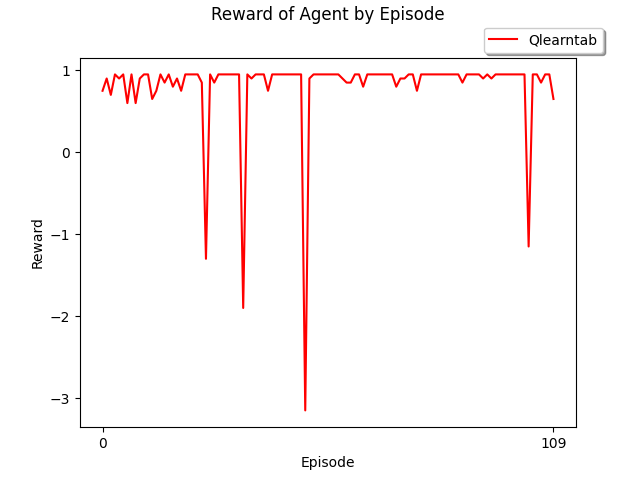 Reward of Agent by Episode
Qlearntab
1
0
−1
−2
−3
Reward
0 109
Episode